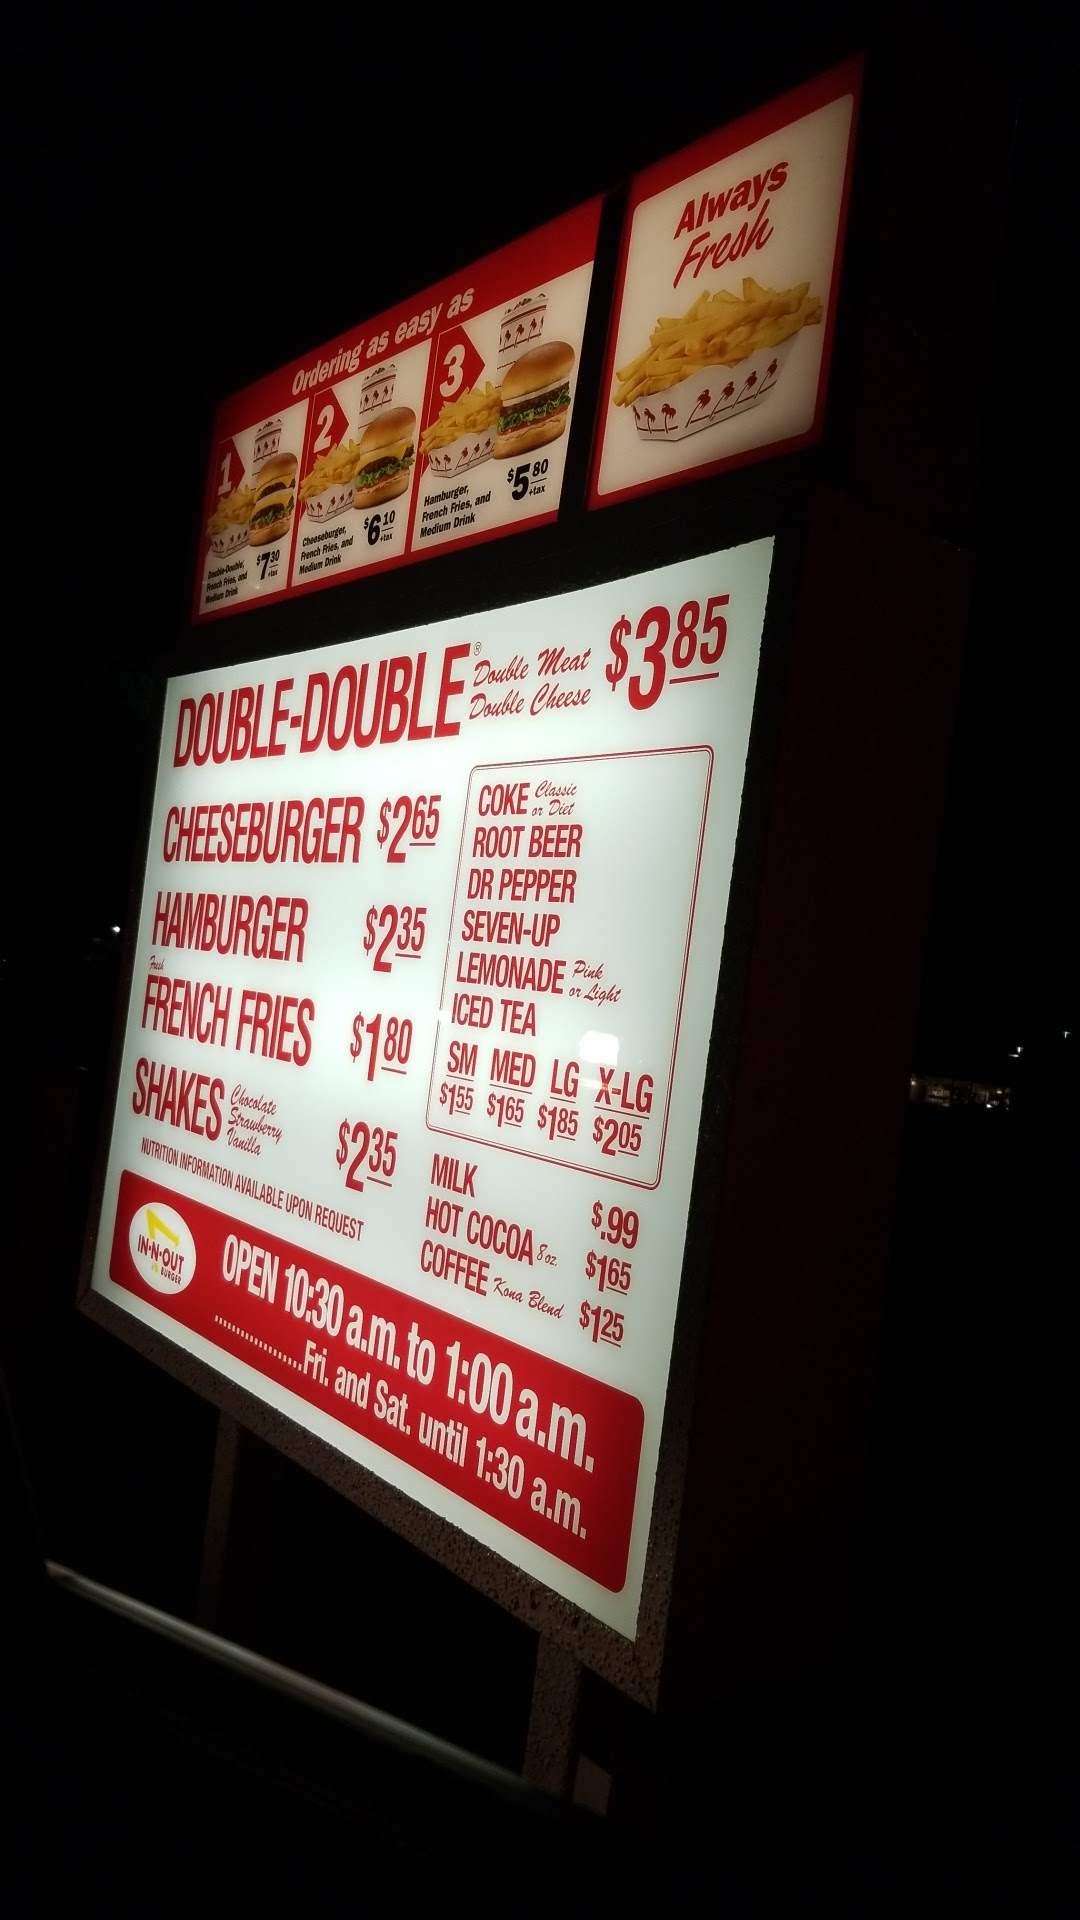 Always
Fresh
Ordering as easy as
1
Double-Double,
French Fries, and
Medium Drink
$7 30
+tax
2
Cheeseburger,
French Fries, and
Medium Drink
$6 10
+tax
3
Hamburger,
French Fries, and
Medium Drink
$5 80
+tax
DOUBLE-DOUBLE® Double Meat Double Cheese $3 85
CHEESEBURGER $2 65
HAMBURGER $2 35
Fresh
FRENCH FRIES $1 80
SHAKES Chocolate Strawberry Vanilla $2 35
NUTRITION INFORMATION AVAILABLE UPON REQUEST
COKE Classic or Diet
ROOT BEER
DR PEPPER
SEVEN-UP
LEMONADE Pink or Light
ICED TEA
SM MED LG X-LG
$1 55 $1 65 $1 85 $2 05
MILK $.99
HOT COCOA 8 oz. $1 65
COFFEE Kona Blend $1 25
IN-N-OUT
BURGER
OPEN 10:30 a.m. to 1:00 a.m.
..................Fri. and Sat. until 1:30 a.m.